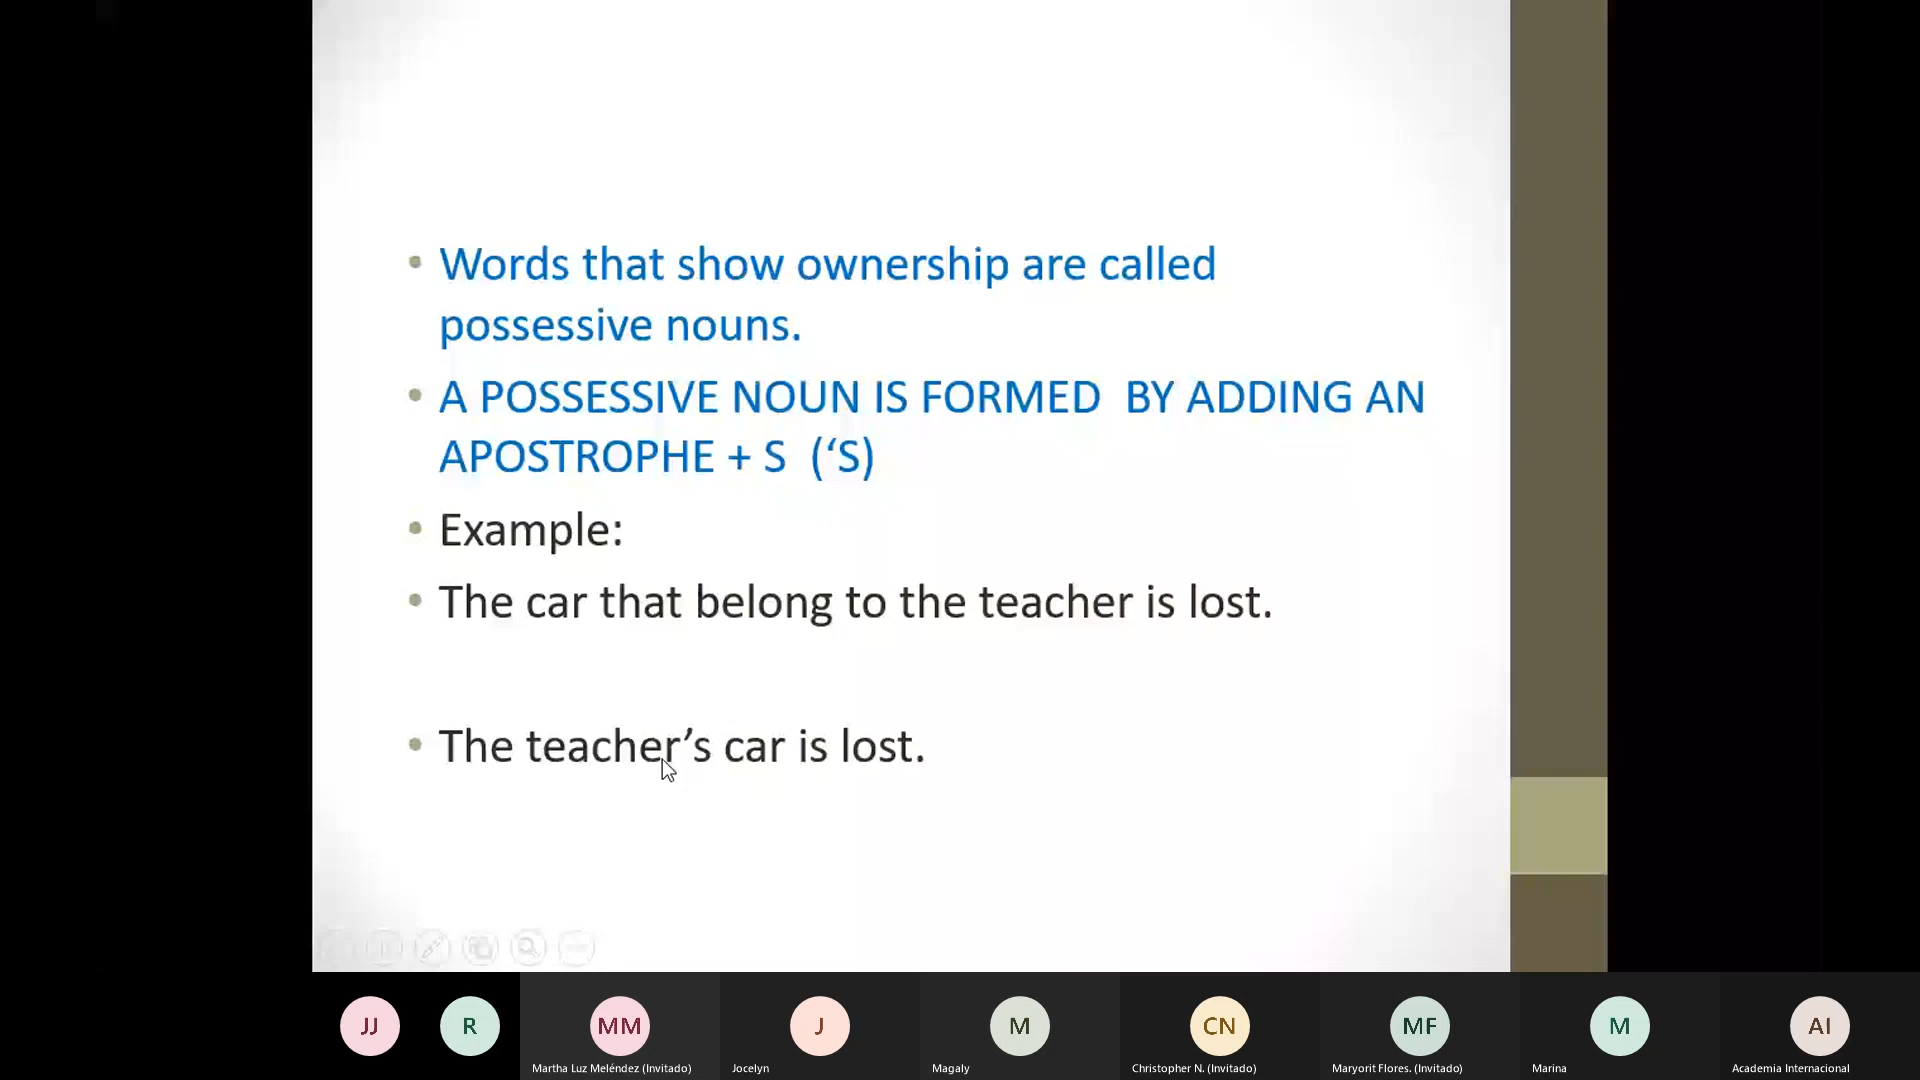 • Words that show ownership are called
possessive nouns.
• A POSSESSIVE NOUN IS FORMED  BY ADDING AN
APOSTROPHE + S  (‘S)
• Example:
• The car that belong to the teacher is lost.
• The teacher’s car is lost.
JJ
R
MM
J
M
CN
MF
M
AI
Martha Luz Meléndez (Invitado)
Jocelyn
Magaly
Christopher N. (Invitado)
Maryorit Flores. (Invitado)
Marina
Academia Internacional